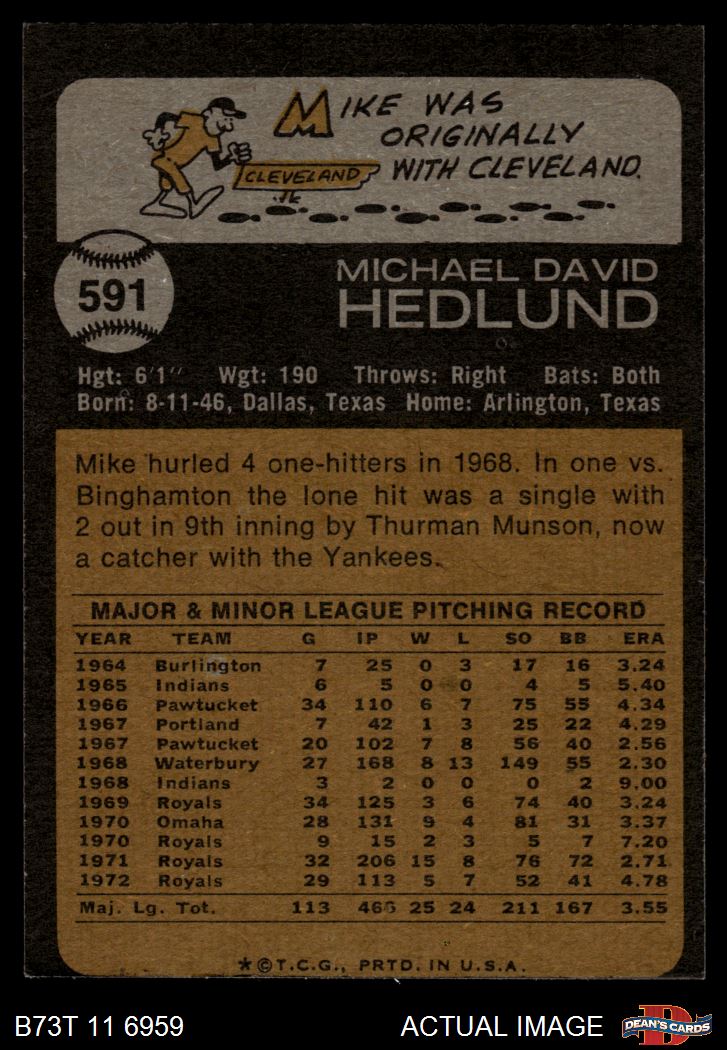 MIKE WAS
ORIGINALLY
WITH CLEVELAND.
CLEVELAND
591
MICHAEL DAVID
HEDLUND
Hgt: 6'1" Wgt: 190 Throws: Right Bats: Both
Born: 8-11-46, Dallas, Texas Home: Arlington, Texas
Mike hurled 4 one-hitters in 1968. In one vs.
Binghamton the lone hit was a single with
2 out in 9th inning by Thurman Munson, now
a catcher with the Yankees.
MAJOR & MINOR LEAGUE PITCHING RECORD
YEAR TEAM G IP W L SO BB ERA
1964 Burlington 7 25 0 3 17 16 3.24
1965 Indians 6 5 0 0 4 5 5.40
1966 Pawtucket 34 110 6 7 75 55 4.34
1967 Portland 7 42 1 3 25 22 4.29
1967 Pawtucket 20 102 7 8 56 40 2.56
1968 Waterbury 27 168 8 13 149 55 2.30
1968 Indians 3 2 0 0 0 2 9.00
1969 Royals 34 125 3 6 74 40 3.24
1970 Omaha 28 131 9 4 81 31 3.37
1970 Royals 9 15 2 3 5 7 7.20
1971 Royals 32 206 15 8 76 72 2.71
1972 Royals 29 113 5 7 52 41 4.78
Maj. Lg. Tot. 113 466 25 24 211 167 3.55
*©T.C.G., PRTD. IN U.S.A.
B73T 11 6959 ACTUAL IMAGE
DEAN'S CARDS